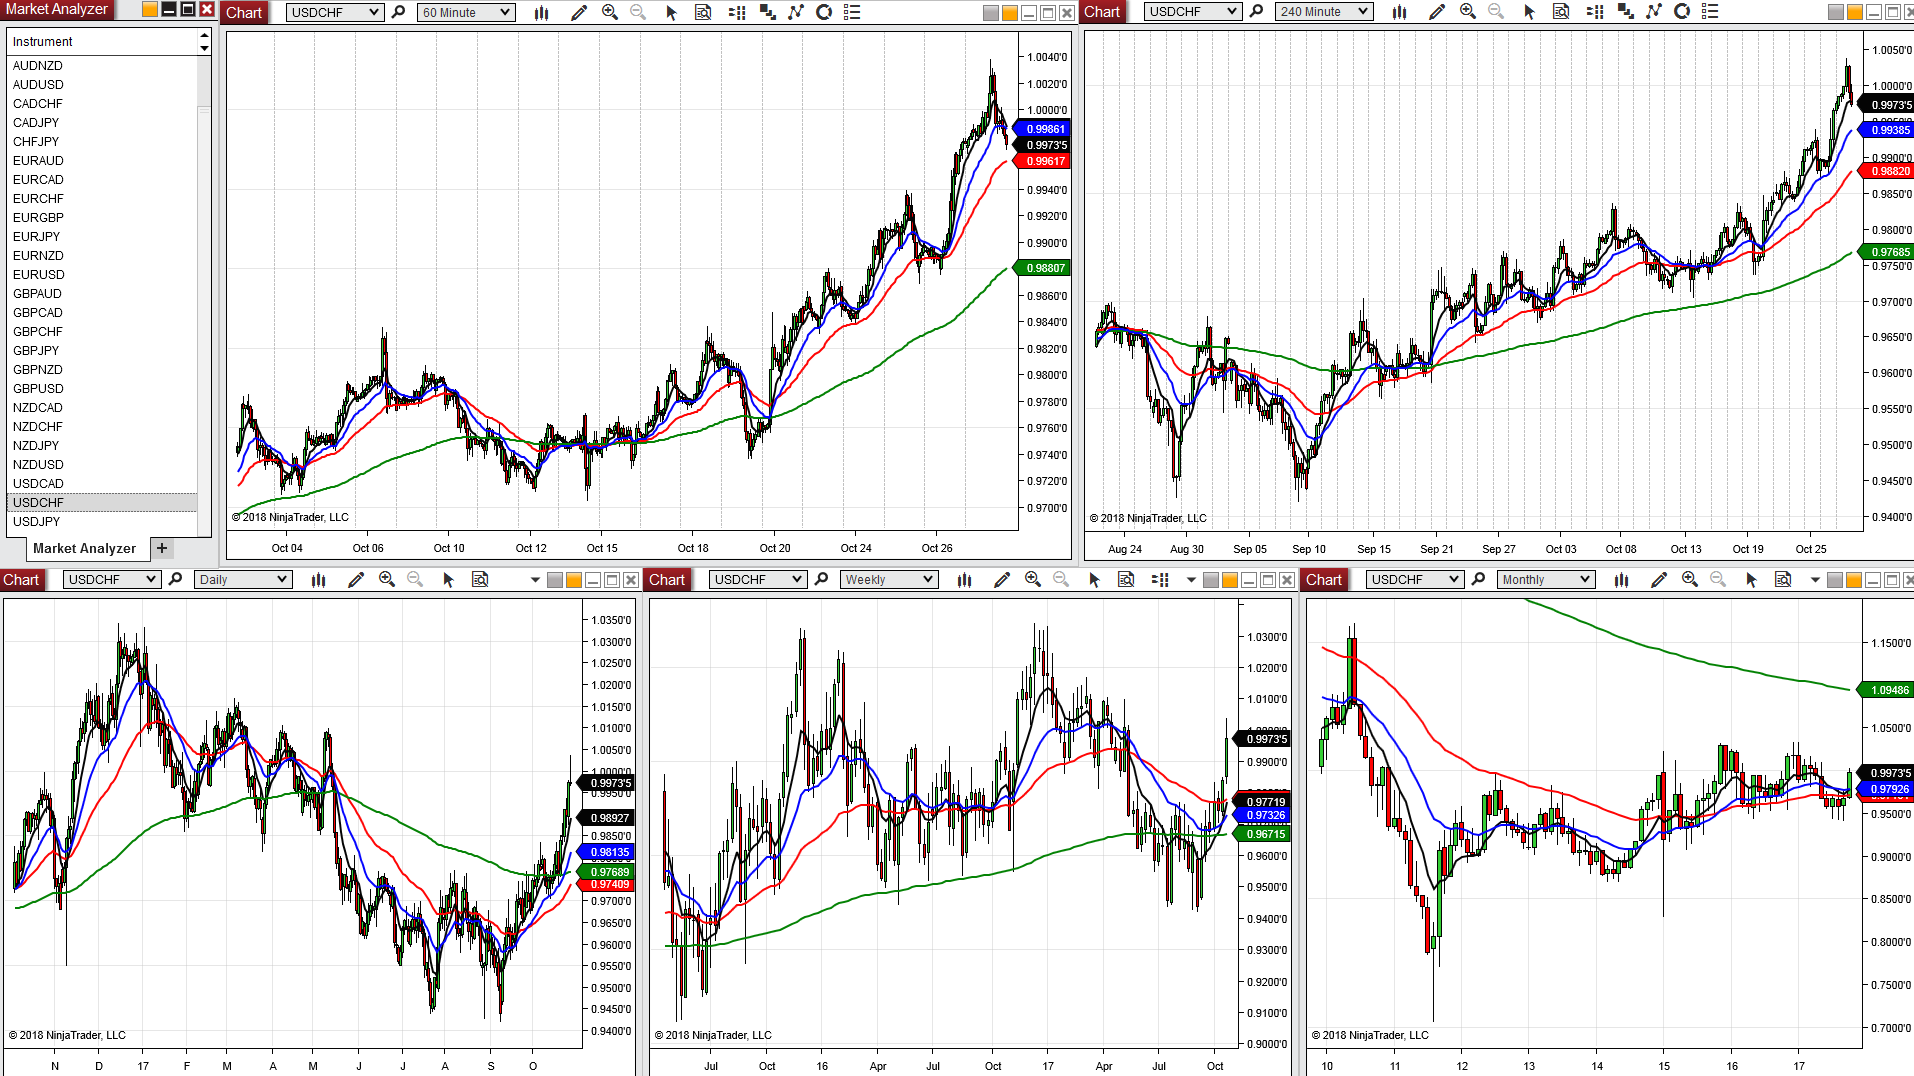 Market Analyzer
Instrument
AUDNZD
AUDUSD
CADCHF
CADJPY
CHFJPY
EURAUD
EURCAD
EURCHF
EURGBP
EURJPY
EURNZD
EURUSD
GBPAUD
GBPCAD
GBPCHF
GBPJPY
GBPNZD
GBPUSD
NZDCAD
NZDCHF
NZDJPY
NZDUSD
USDCAD
USDCHF
USDJPY
Market Analyzer +
Chart USDCHF 60 Minute
1.0040'0
1.0020'0
1.0000'0
0.99861
0.9973'5
0.99617
0.9940'0
0.9920'0
0.9900'0
0.98807
0.9860'0
0.9840'0
0.9820'0
0.9800'0
0.9780'0
0.9760'0
0.9740'0
0.9720'0
0.9700'0
© 2018 NinjaTrader, LLC
Oct 04 Oct 06 Oct 10 Oct 12 Oct 15 Oct 18 Oct 20 Oct 24 Oct 26
Chart USDCHF 240 Minute
1.0050'0
1.0000'0
0.9973'5
0.99385
0.9900'0
0.98820
0.9850'0
0.9800'0
0.97685
0.9750'0
0.9700'0
0.9650'0
0.9600'0
0.9550'0
0.9500'0
0.9450'0
0.9400'0
© 2018 NinjaTrader, LLC
Aug 24 Aug 30 Sep 05 Sep 10 Sep 15 Sep 21 Sep 27 Oct 03 Oct 08 Oct 13 Oct 19 Oct 25
Chart USDCHF Daily
1.0350'0
1.0300'0
1.0250'0
1.0200'0
1.0150'0
1.0100'0
1.0050'0
1.0000'0
0.9973'5
0.9950'0
0.98927
0.9850'0
0.98135
0.97689
0.97409
0.9700'0
0.9650'0
0.9600'0
0.9550'0
0.9500'0
0.9450'0
0.9400'0
© 2018 NinjaTrader, LLC
N D 17 F M A M J J A S O
Chart USDCHF Weekly
1.0300'0
1.0200'0
1.0100'0
0.9973'5
0.9900'0
0.97719
0.97326
0.96715
0.9600'0
0.9500'0
0.9400'0
0.9300'0
0.9200'0
0.9100'0
0.9000'0
© 2018 NinjaTrader, LLC
Jul Oct 16 Apr Jul Oct 17 Apr Jul Oct
Chart USDCHF Monthly
1.1500'0
1.09486
1.0500'0
0.9973'5
0.97926
0.9500'0
0.9000'0
0.8500'0
0.8000'0
0.7500'0
0.7000'0
© 2018 NinjaTrader, LLC
10 11 12 13 14 15 16 17